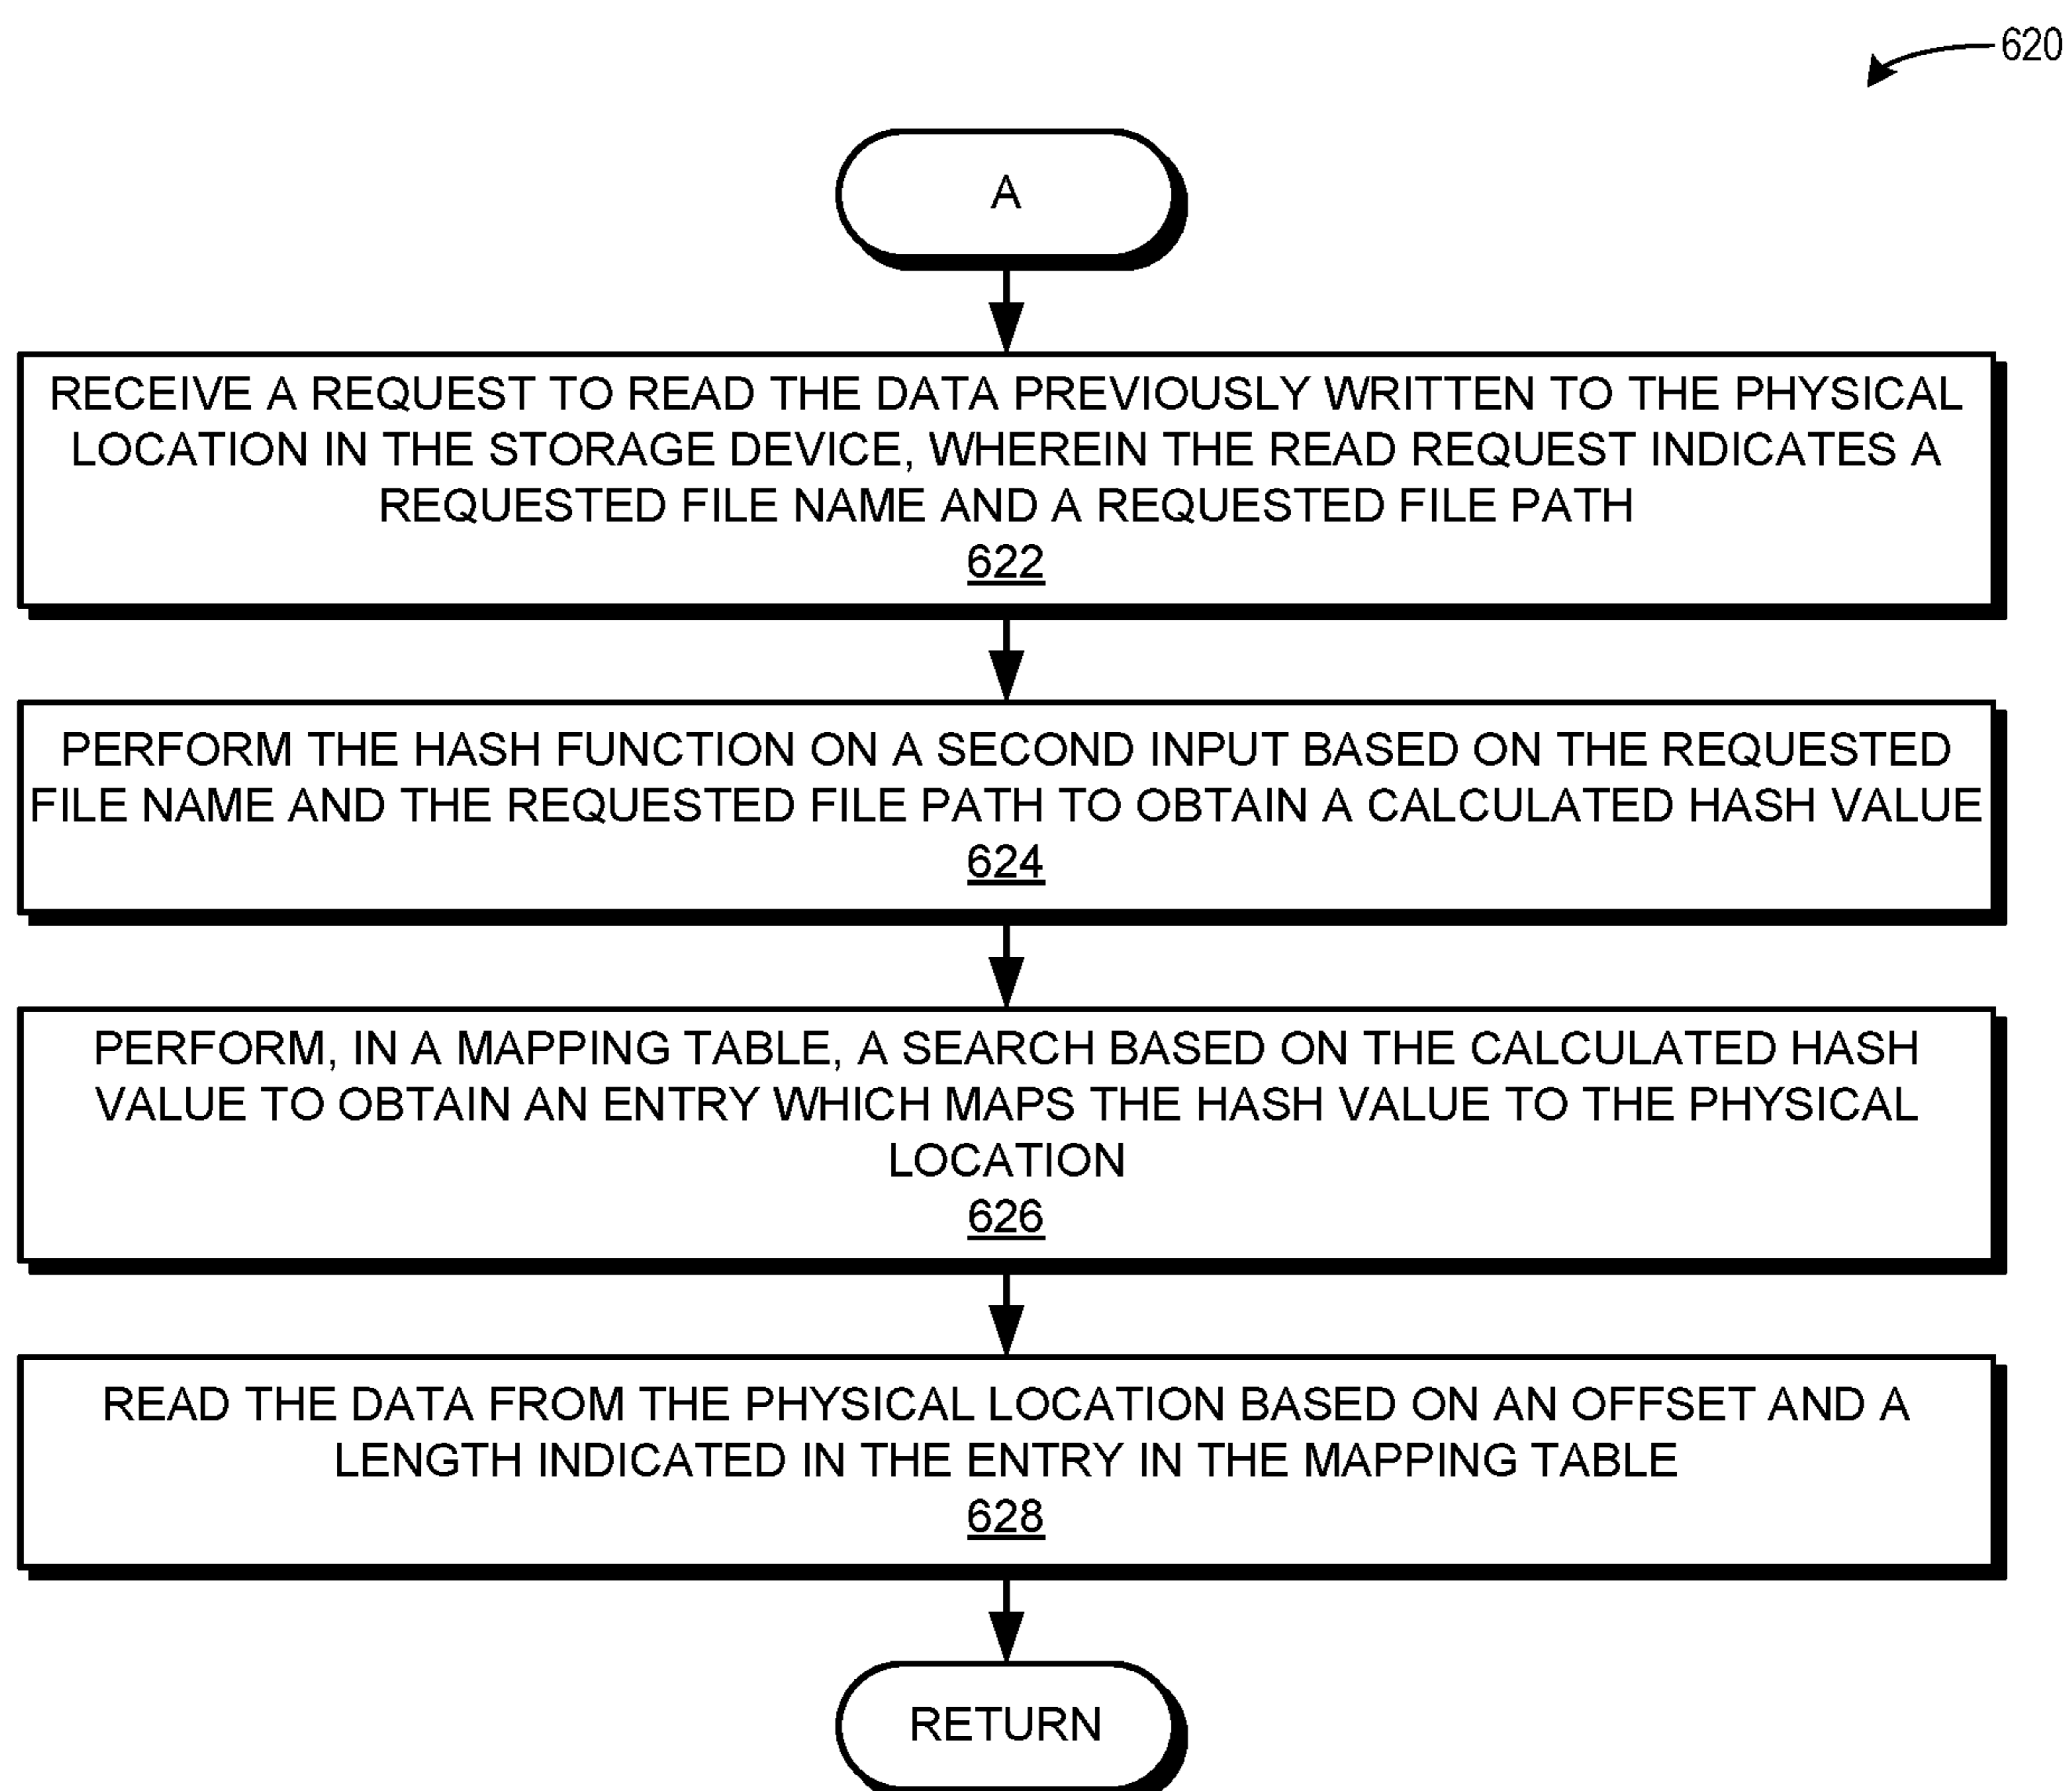 620
A
RECEIVE A REQUEST TO READ THE DATA PREVIOUSLY WRITTEN TO THE PHYSICAL
LOCATION IN THE STORAGE DEVICE, WHEREIN THE READ REQUEST INDICATES A
REQUESTED FILE NAME AND A REQUESTED FILE PATH
622
PERFORM THE HASH FUNCTION ON A SECOND INPUT BASED ON THE REQUESTED
FILE NAME AND THE REQUESTED FILE PATH TO OBTAIN A CALCULATED HASH VALUE
624
PERFORM, IN A MAPPING TABLE, A SEARCH BASED ON THE CALCULATED HASH
VALUE TO OBTAIN AN ENTRY WHICH MAPS THE HASH VALUE TO THE PHYSICAL
LOCATION
626
READ THE DATA FROM THE PHYSICAL LOCATION BASED ON AN OFFSET AND A
LENGTH INDICATED IN THE ENTRY IN THE MAPPING TABLE
628
RETURN